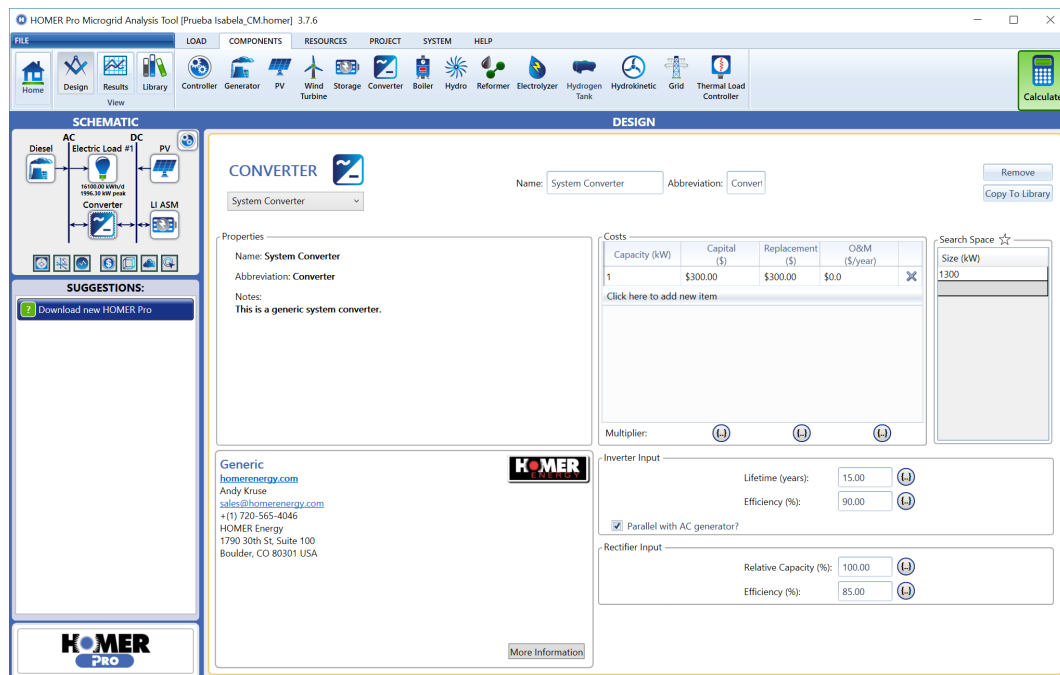 HOMER Pro Microgrid Analysis Tool [Prueba Isabela_CM.homer] 3.7.6
FILE
LOAD COMPONENTS RESOURCES PROJECT SYSTEM HELP
Home Design Results Library Controller Generator PV Wind Turbine Storage Converter Boiler Hydro Reformer Electrolyzer Hydrogen Tank Hydrokinetic Grid Thermal Load Controller Calculate
View
SCHEMATIC
AC DC
Diesel Electric Load #1 PV
16100.00 kWh/d
1996.30 kW peak
Converter LI ASM
SUGGESTIONS:
? Download new HOMER Pro
HOMER
PRO
DESIGN
CONVERTER
System Converter
Name: System Converter Abbreviation: Convert
Remove
Copy To Library
Properties
Name: System Converter
Abbreviation: Converter
Notes:
This is a generic system converter.
Costs
Capacity (kW) Capital ($) Replacement ($) O&M ($/year)
1 $300.00 $300.00 $0.0
Click here to add new item
Multiplier: {..} {..} {..}
Search Space
Size (kW)
1300
Generic
homerenergy.com
Andy Kruse
sales@homerenergy.com
+(1) 720-565-4046
HOMER Energy
1790 30th St, Suite 100
Boulder, CO 80301 USA
HOMER
ENERGY
More Information
Inverter Input
Lifetime (years): 15.00 {..}
Efficiency (%): 90.00 {..}
Parallel with AC generator?
Rectifier Input
Relative Capacity (%): 100.00 {..}
Efficiency (%): 85.00 {..}